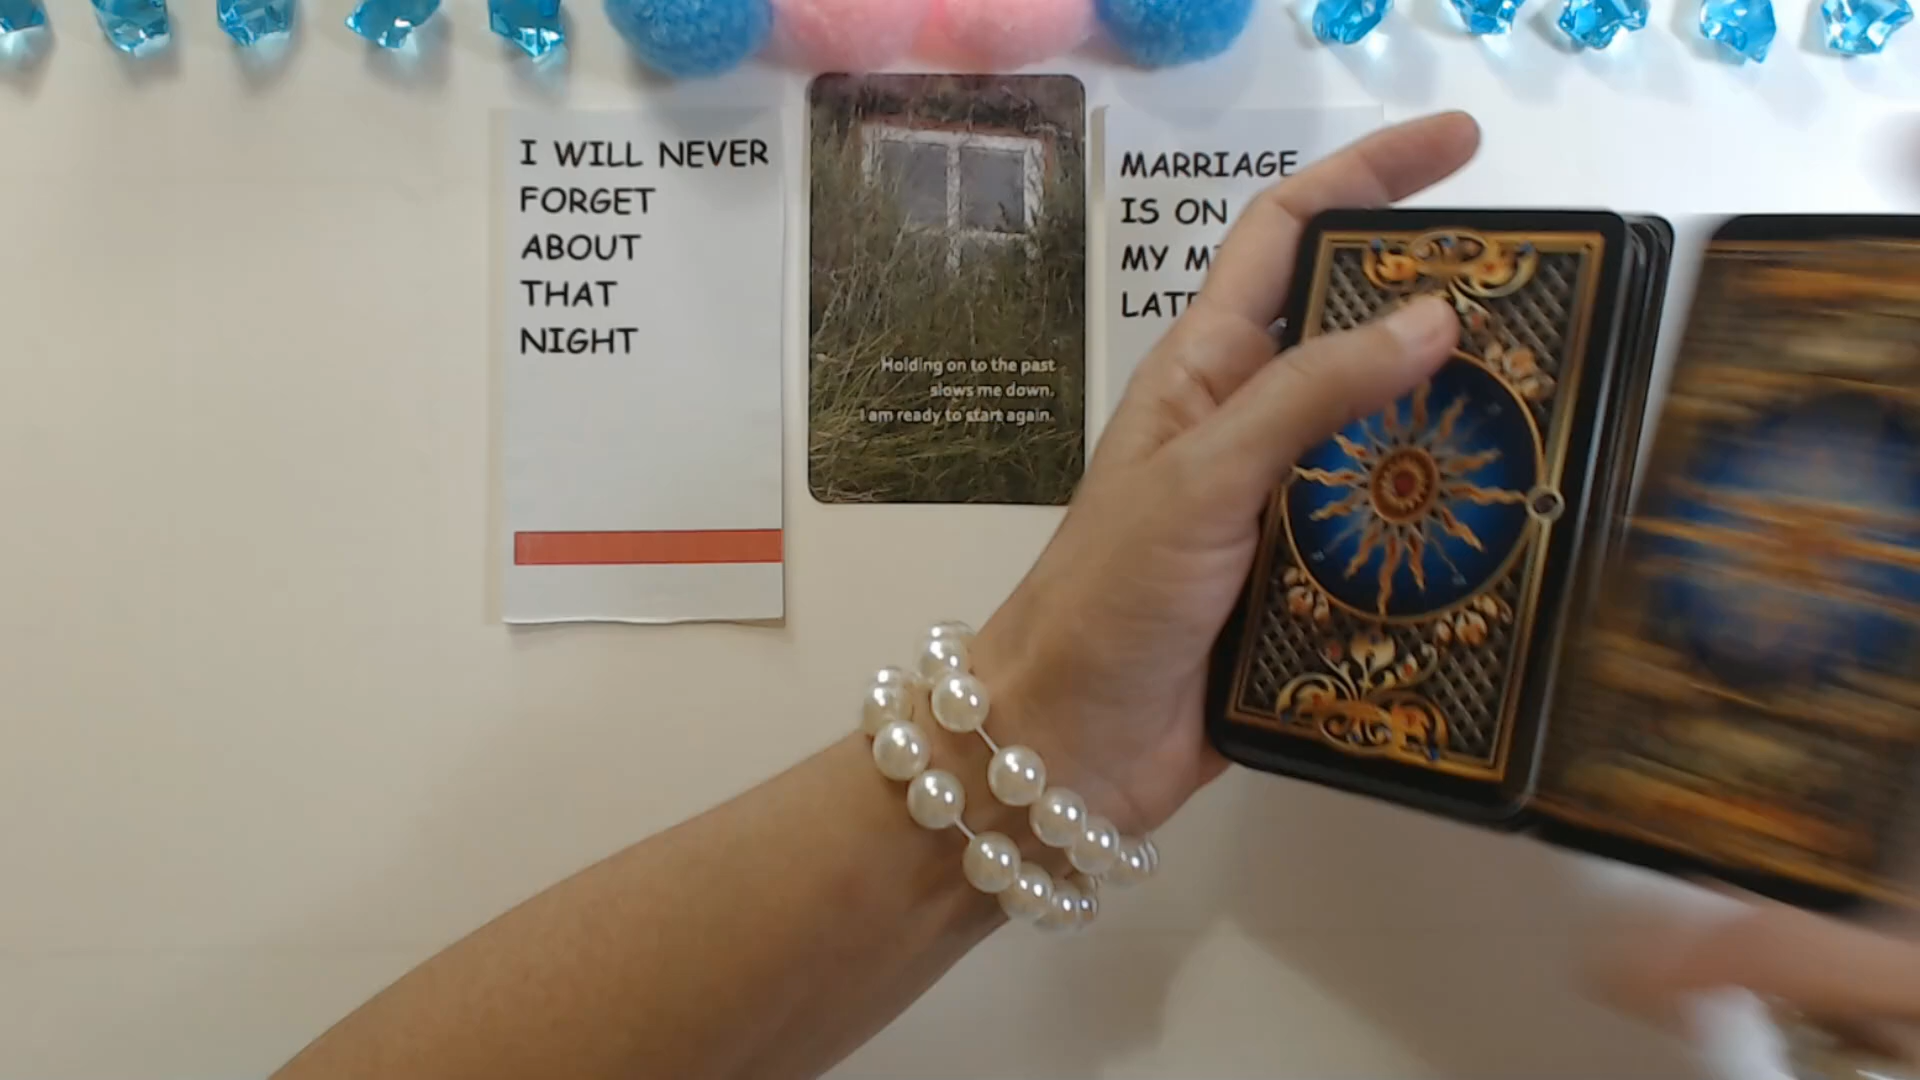 I WILL NEVER
FORGET
ABOUT
THAT
NIGHT
Holding on to the past
slows me down.
I am ready to start again.
MARRIAGE
IS ON
MY